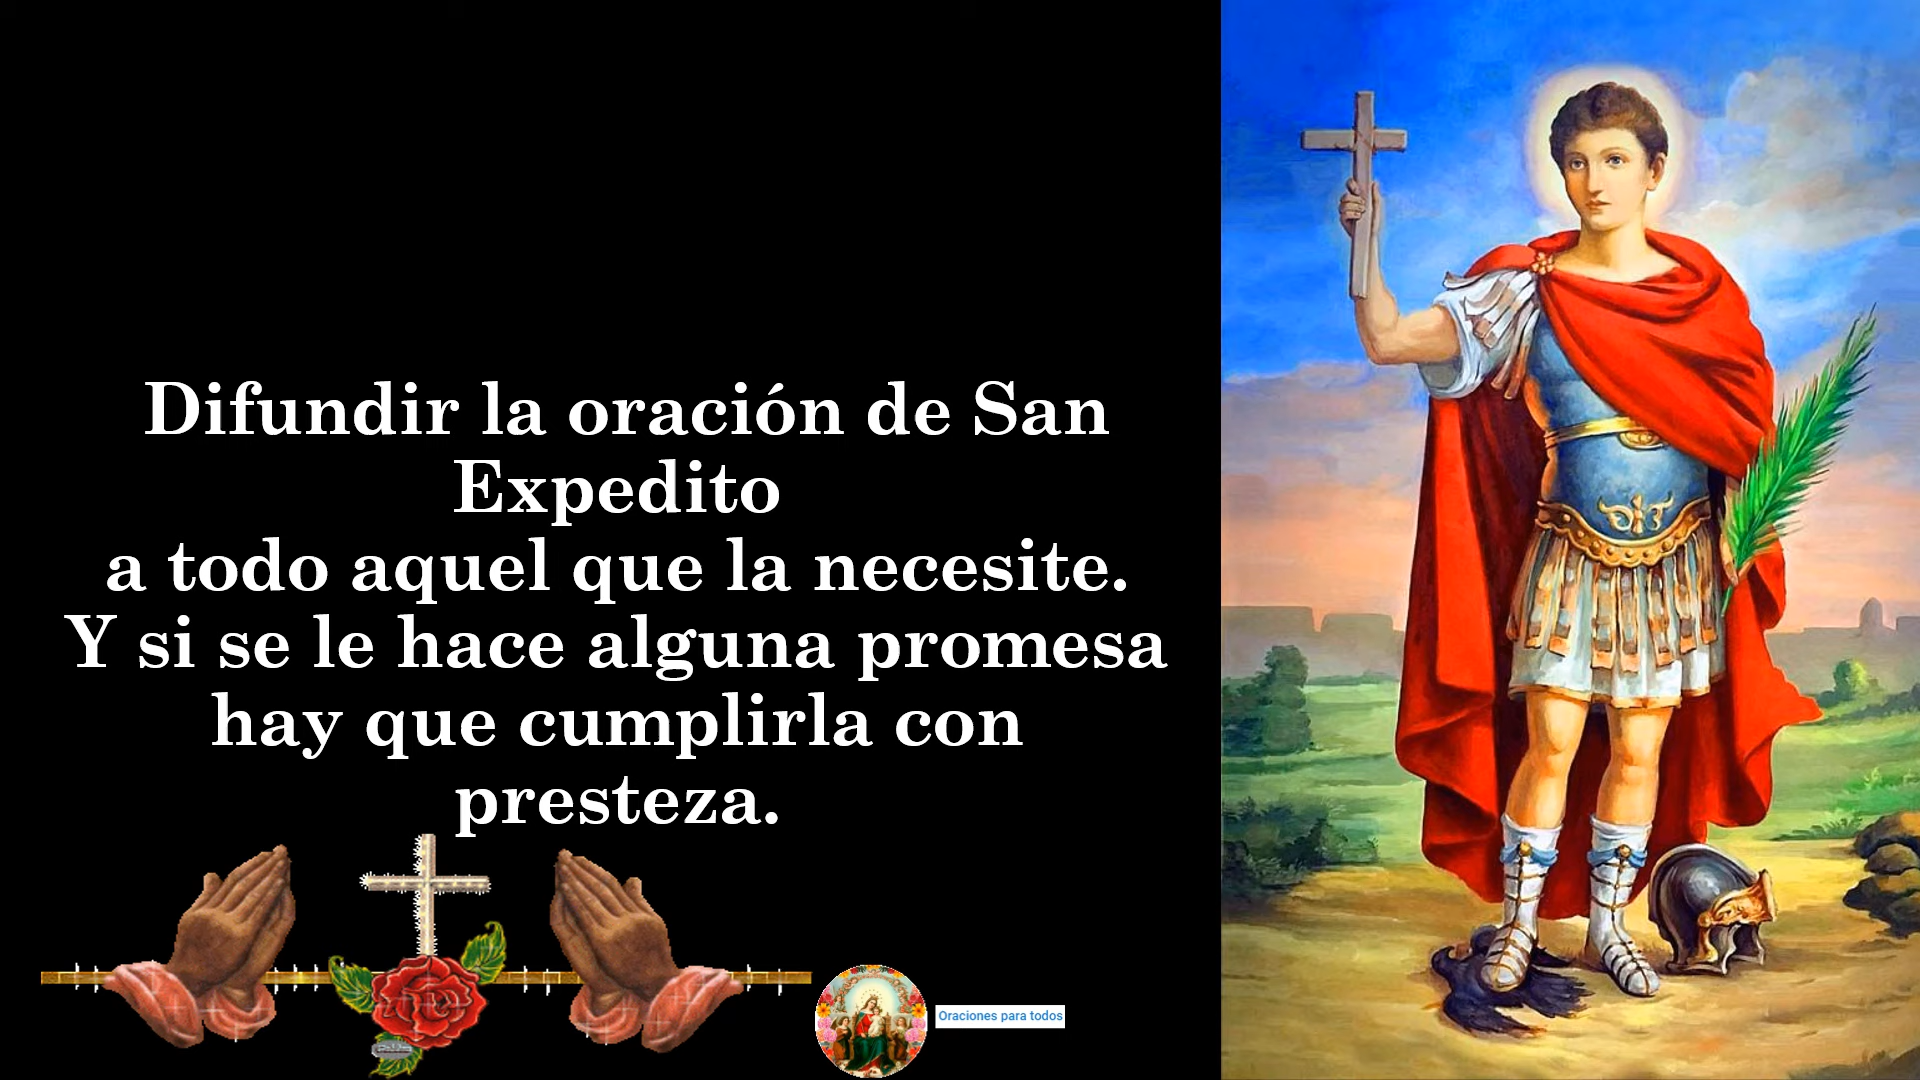 Difundir la oración de San
Expedito
a todo aquel que la necesite.
Y si se le hace alguna promesa
hay que cumplirla con
presteza.
Oraciones para todos